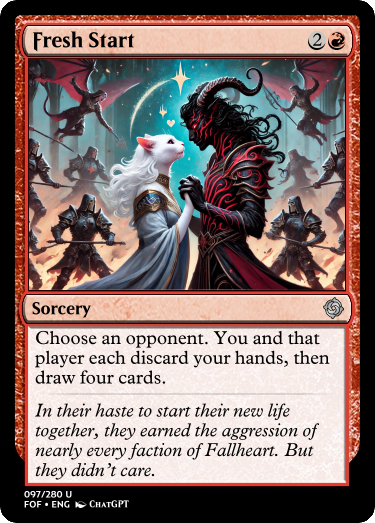 Fresh Start 2
Sorcery
Choose an opponent. You and that
player each discard your hands, then
draw four cards.
In their haste to start their new life
together, they earned the aggression of
nearly every faction of Fallheart. But
they didn't care.
097/280 U
FOF • ENG ChatGPT